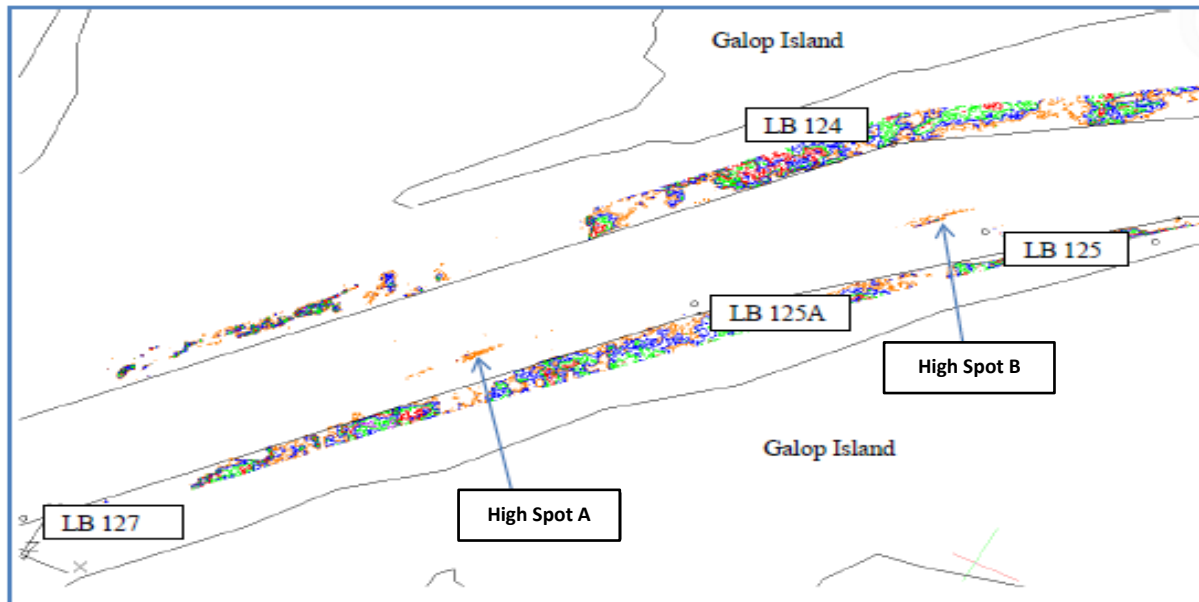 Galop Island
LB 124
LB 125
LB 125A
High Spot B
Galop Island
High Spot A
LB 127